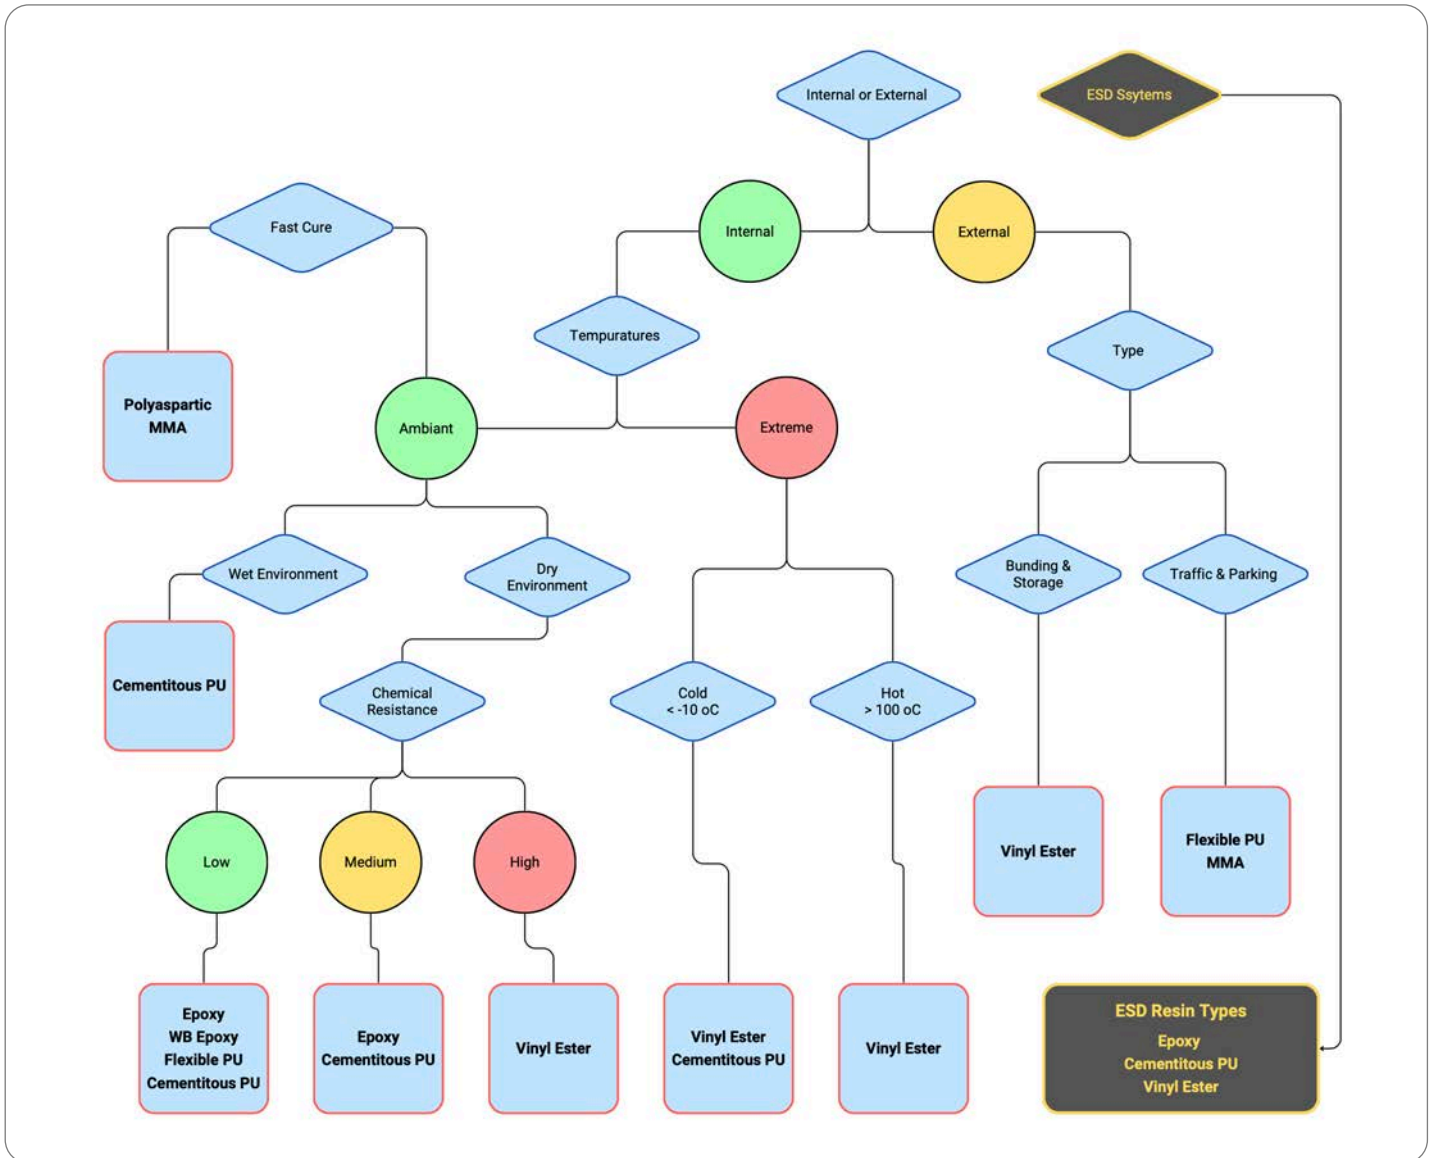 Internal or External
ESD Ssytems
Fast Cure
Internal
External
Tempuratures
Type
Polyaspartic
MMA
Ambiant
Extreme
Wet Environment
Dry
Environment
Bunding &
Storage
Traffic & Parking
Cementitous PU
Chemical
Resistance
Cold
< -10 oC
Hot
> 100 oC
Low
Medium
High
Vinyl Ester
Flexible PU
MMA
Epoxy
WB Epoxy
Flexible PU
Cementitous PU
Epoxy
Cementitous PU
Vinyl Ester
Vinyl Ester
Cementitous PU
Vinyl Ester
ESD Resin Types
Epoxy
Cementitous PU
Vinyl Ester